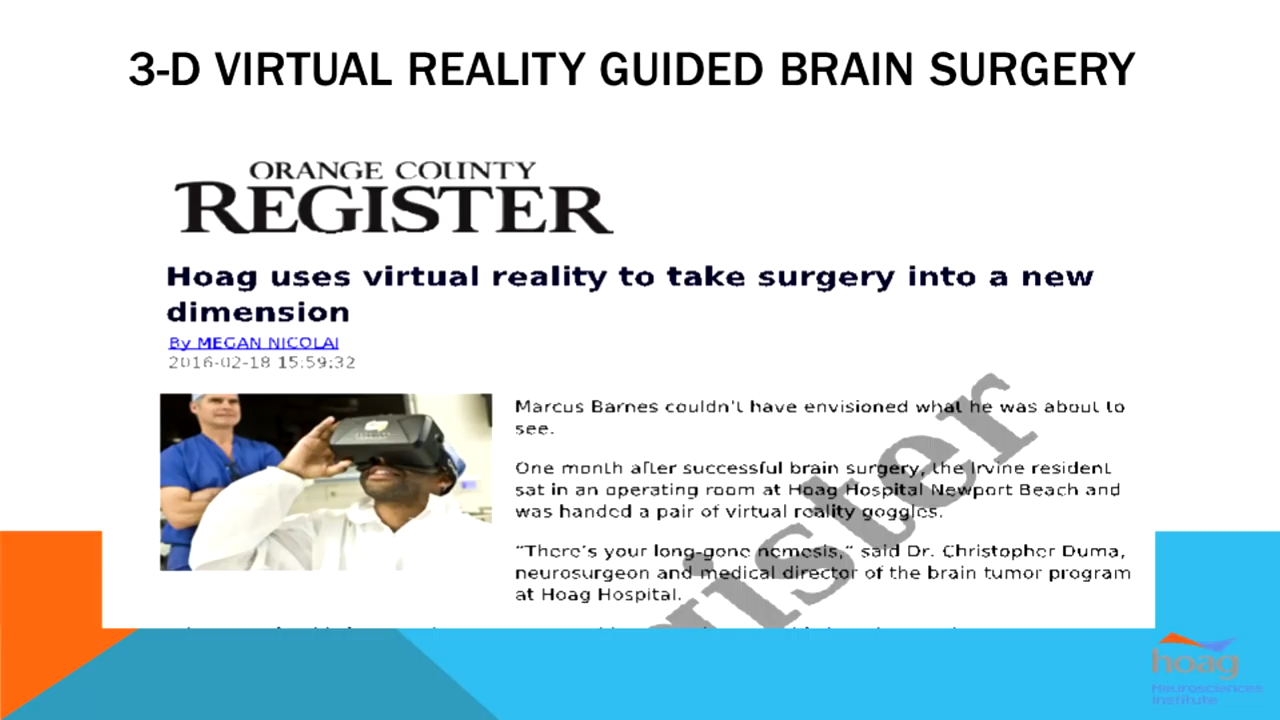 3-D VIRTUAL REALITY GUIDED BRAIN SURGERY
ORANGE COUNTY
REGISTER
Hoag uses virtual reality to take surgery into a new
dimension
By MEGAN NICOLAI
2016-02-18 15:59:32
Marcus Barnes couldn't have envisioned what he was about to
see.
One month after successful brain surgery, the Irvine resident
sat in an operating room at Hoag Hospital Newport Beach and
was handed a pair of virtual reality goggles.
“There’s your long-gone nemesis,” said Dr. Christopher Duma,
neurosurgeon and medical director of the brain tumor program
at Hoag Hospital.
gister
hoag
Neurosciences
Institute